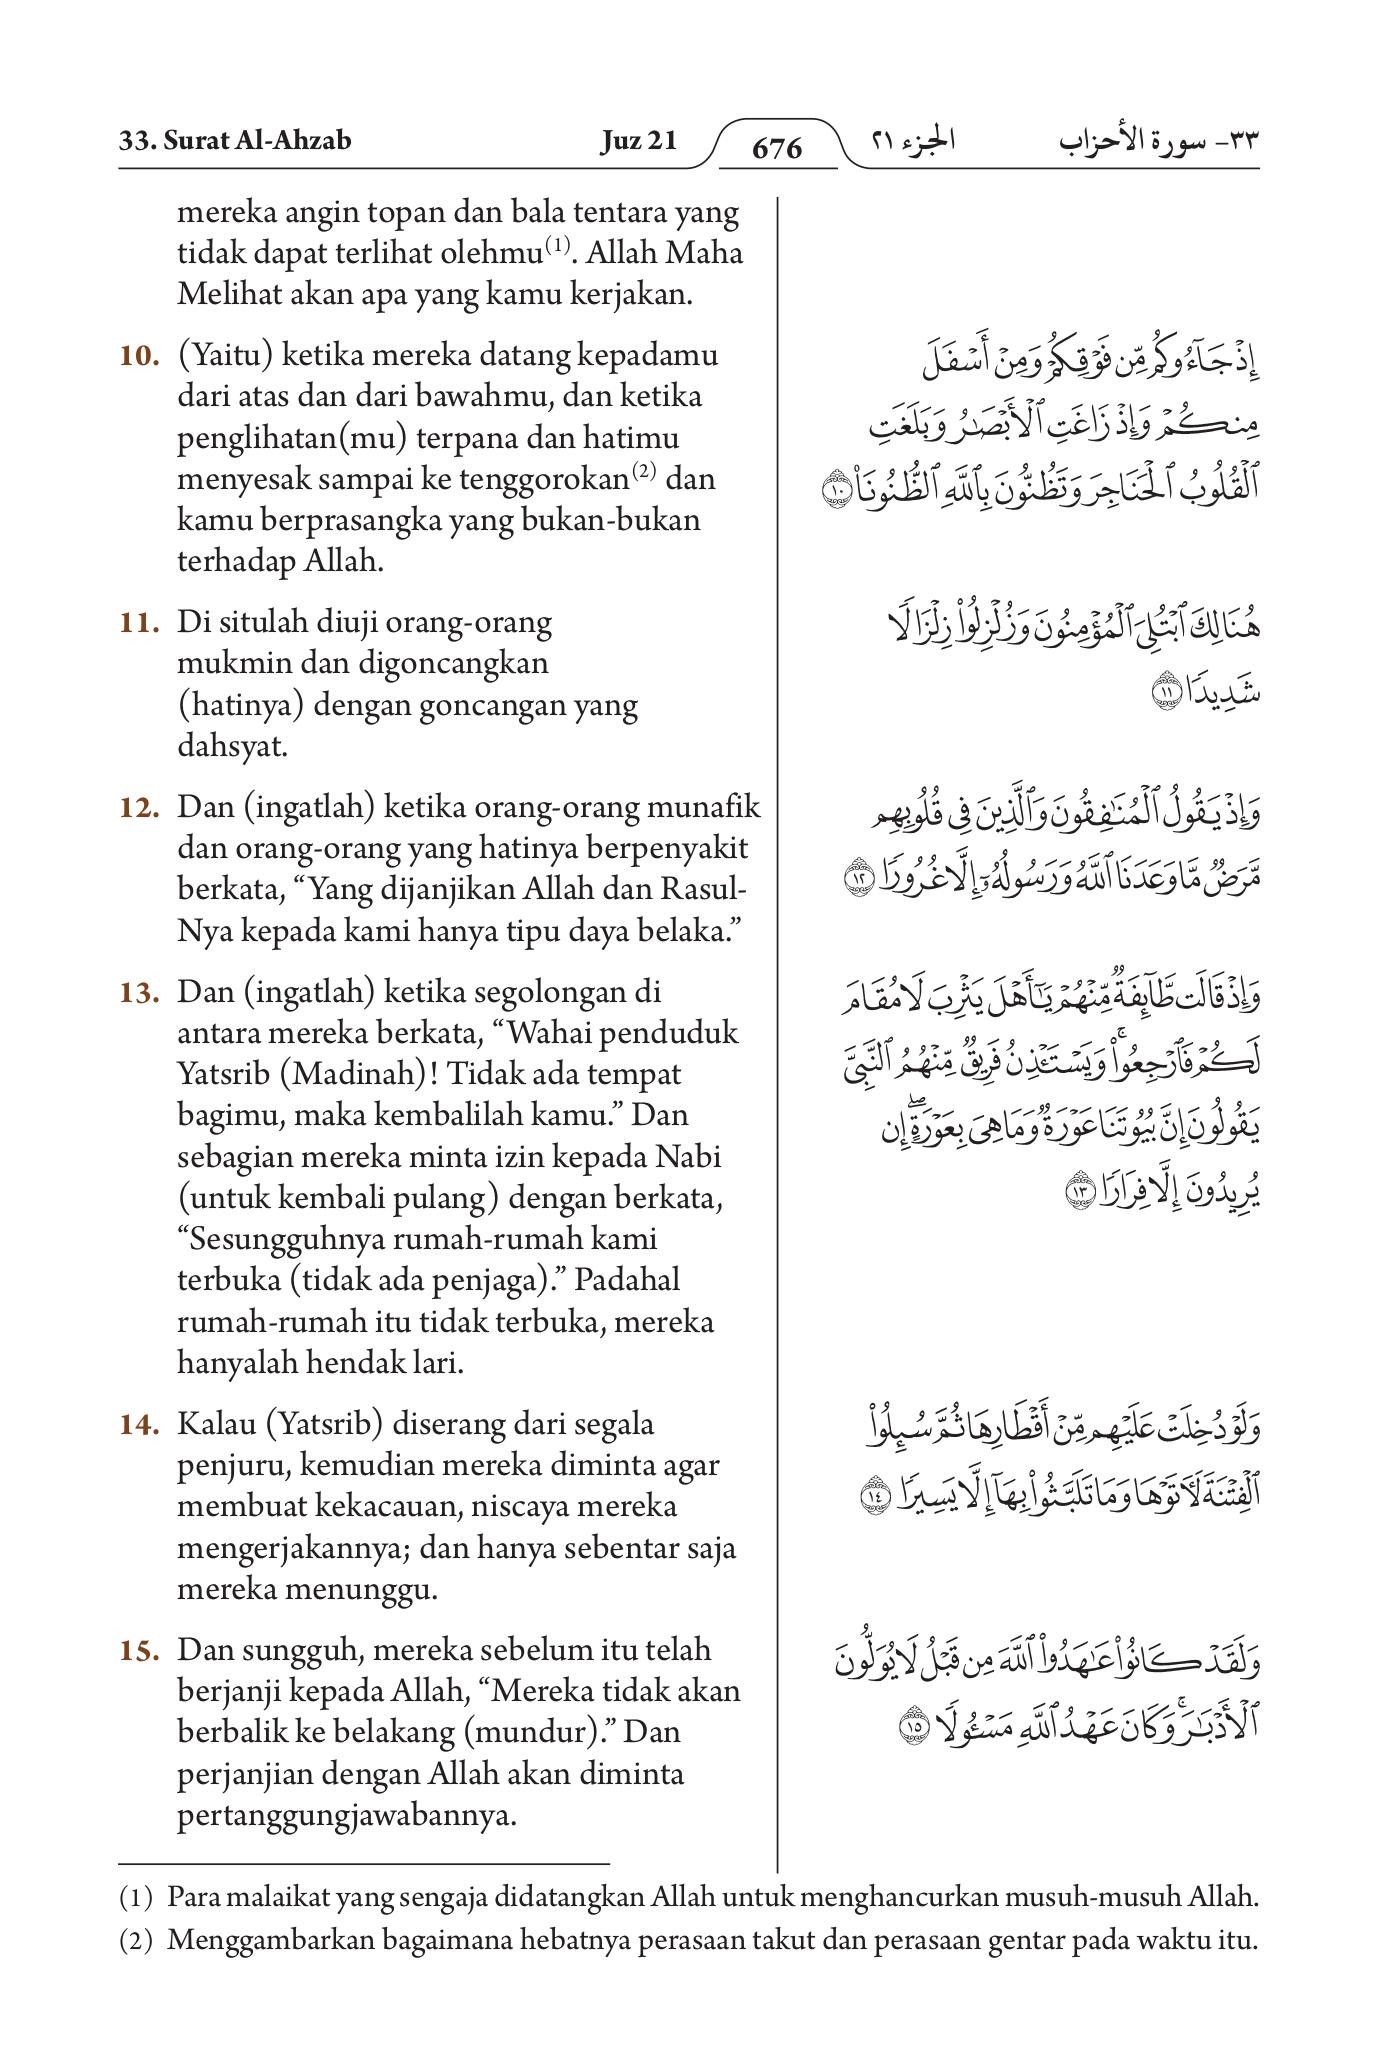 33. Surat Al-Ahzab
Juz 21
676
الجزء ٢١
٣٣- سورة الأحزاب
mereka angin topan dan bala tentara yang
tidak dapat terlihat olehmu(1). Allah Maha
Melihat akan apa yang kamu kerjakan.
10. (Yaitu) ketika mereka datang kepadamu
dari atas dan dari bawahmu, dan ketika
penglihatan(mu) terpana dan hatimu
menyesak sampai ke tenggorokan(2) dan
kamu berprasangka yang bukan-bukan
terhadap Allah.
إِذْ جَآءُوكُم مِّن فَوْقِكُمْ وَمِنْ أَسْفَلَ
مِنكُمْ وَإِذْ زَاغَتِ ٱلْأَبْصَٰرُ وَبَلَغَتِ
ٱلْقُلُوبُ ٱلْحَنَاجِرَ وَتَظُنُّونَ بِٱللَّهِ ٱلظُّنُونَا۠ ١٠
11. Di situlah diuji orang-orang
mukmin dan digoncangkan
(hatinya) dengan goncangan yang
dahsyat.
هُنَالِكَ ٱبْتُلِىَ ٱلْمُؤْمِنُونَ وَزُلْزِلُوا۟ زِلْزَالًا
شَدِيدًا ١١
12. Dan (ingatlah) ketika orang-orang munafik
dan orang-orang yang hatinya berpenyakit
berkata, “Yang dijanjikan Allah dan Rasul-
Nya kepada kami hanya tipu daya belaka.”
وَإِذْ يَقُولُ ٱلْمُنَٰفِقُونَ وَٱلَّذِينَ فِى قُلُوبِهِم
مَّرَضٌ مَّا وَعَدَنَا ٱللَّهُ وَرَسُولُهُۥٓ إِلَّا غُرُورًا ١٢
13. Dan (ingatlah) ketika segolongan di
antara mereka berkata, “Wahai penduduk
Yatsrib (Madinah)! Tidak ada tempat
bagimu, maka kembalilah kamu.” Dan
sebagian mereka minta izin kepada Nabi
(untuk kembali pulang) dengan berkata,
“Sesungguhnya rumah-rumah kami
terbuka (tidak ada penjaga).” Padahal
rumah-rumah itu tidak terbuka, mereka
hanyalah hendak lari.
وَإِذْ قَالَت طَّآئِفَةٌ مِّنْهُمْ يَٰٓأَهْلَ يَثْرِبَ لَا مُقَامَ
لَكُمْ فَٱرْجِعُوا۟ ۚ وَيَسْتَـْٔذِنُ فَرِيقٌ مِّنْهُمُ ٱلنَّبِىَّ
يَقُولُونَ إِنَّ بُيُوتَنَا عَوْرَةٌ وَمَا هِىَ بِعَوْرَةٍ ۖ إِن
يُرِيدُونَ إِلَّا فِرَارًا ١٣
14. Kalau (Yatsrib) diserang dari segala
penjuru, kemudian mereka diminta agar
membuat kekacauan, niscaya mereka
mengerjakannya; dan hanya sebentar saja
mereka menunggu.
وَلَوْ دُخِلَتْ عَلَيْهِم مِّنْ أَقْطَارِهَا ثُمَّ سُئِلُوا۟
ٱلْفِتْنَةَ لَءَاتَوْهَا وَمَا تَلَبَّثُوا۟ بِهَآ إِلَّا يَسِيرًا ١٤
15. Dan sungguh, mereka sebelum itu telah
berjanji kepada Allah, “Mereka tidak akan
berbalik ke belakang (mundur).” Dan
perjanjian dengan Allah akan diminta
pertanggungjawabannya.
وَلَقَدْ كَانُوا۟ عَٰهَدُوا۟ ٱللَّهَ مِن قَبْلُ لَا يُوَلُّونَ
ٱلْأَدْبَٰرَ ۚ وَكَانَ عَهْدُ ٱللَّهِ مَسْـُٔولًا ١٥
(1) Para malaikat yang sengaja didatangkan Allah untuk menghancurkan musuh-musuh Allah.
(2) Menggambarkan bagaimana hebatnya perasaan takut dan perasaan gentar pada waktu itu.